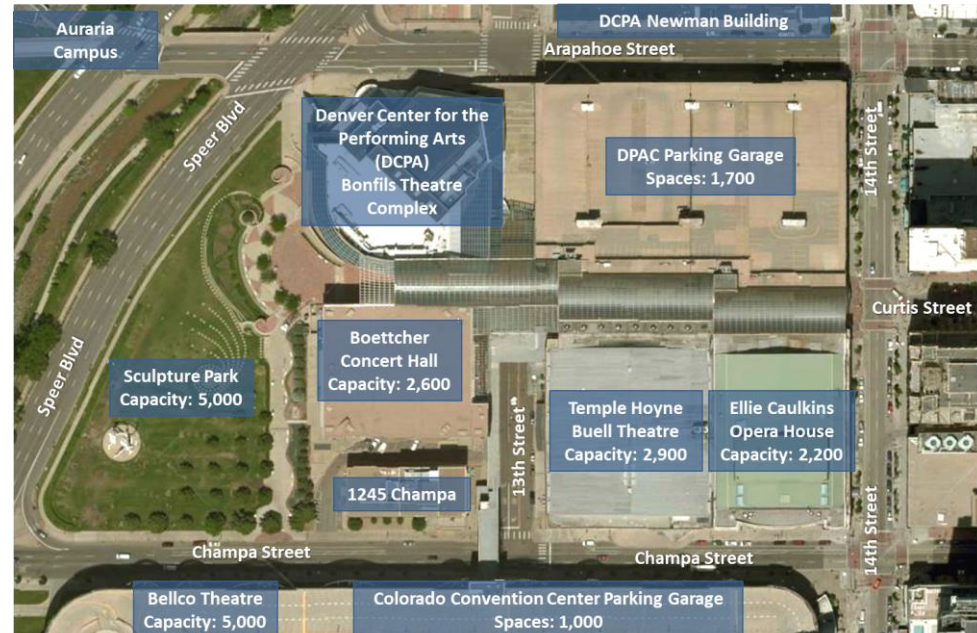 Auraria
Campus
DCPA Newman Building
Arapahoe Street
Speer Blvd
Denver Center for the
Performing Arts
(DCPA)
Bonfils Theatre
Complex
DPAC Parking Garage
Spaces: 1,700
14th Street
Curtis Street
Boettcher
Concert Hall
Capacity: 2,600
Speer Blvd
Sculpture Park
Capacity: 5,000
Temple Hoyne
Buell Theatre
Capacity: 2,900
Ellie Caulkins
Opera House
Capacity: 2,200
13th Street
1245 Champa
14th Street
Champa Street
Champa Street
Bellco Theatre
Capacity: 5,000
Colorado Convention Center Parking Garage
Spaces: 1,000